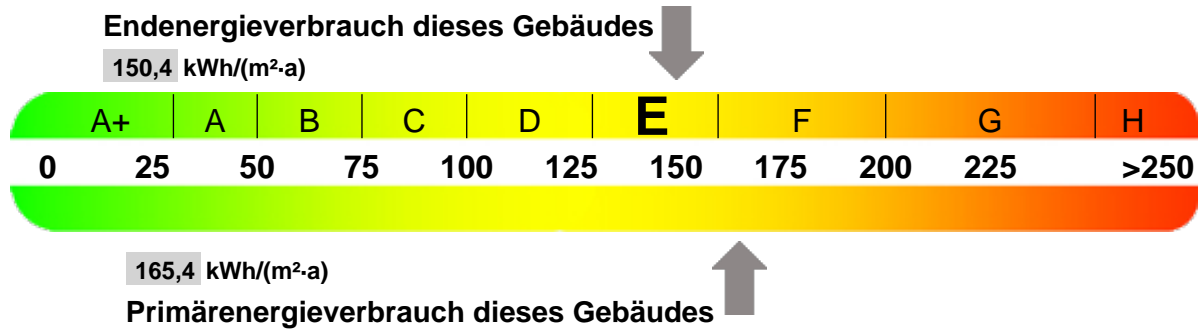 Endenergieverbrauch dieses Gebäudes
150,4 kWh/(m²·a)
A+ A B C D E F G H
0 25 50 75 100 125 150 175 200 225 >250
165,4 kWh/(m²·a)
Primärenergieverbrauch dieses Gebäudes